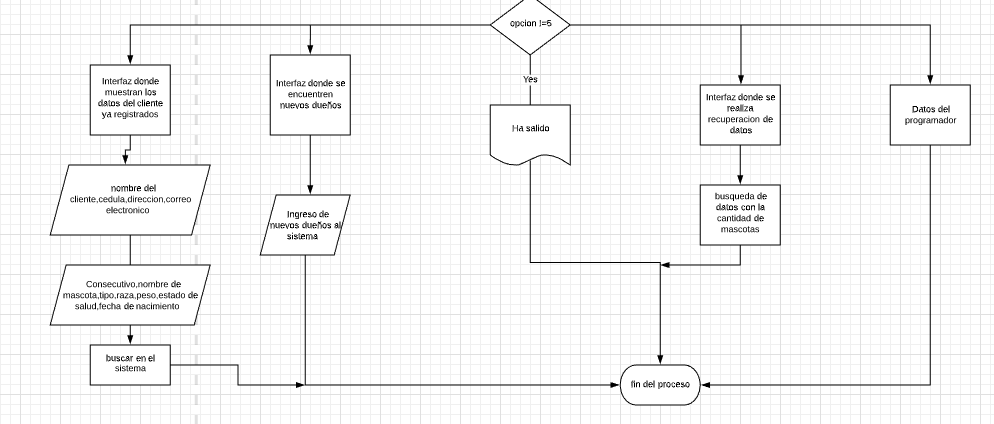 opcion !=5
Yes
Interfaz donde
muestran los
datos del cliente
ya registrados
nombre del
cliente,cedula,direccion,correo
electronico
Consecutivo,nombre de
mascota,tipo,raza,peso,estado de
salud,fecha de nacimiento
buscar en el
sistema
Interfaz donde se
encuentren
nuevos dueños
Ingreso de
nuevos dueños al
sistema
Ha salido
Interfaz donde se
realiza
recuperacion de
datos
busqueda de
datos con la
cantidad de
mascotas
Datos del
programador
fin del proceso